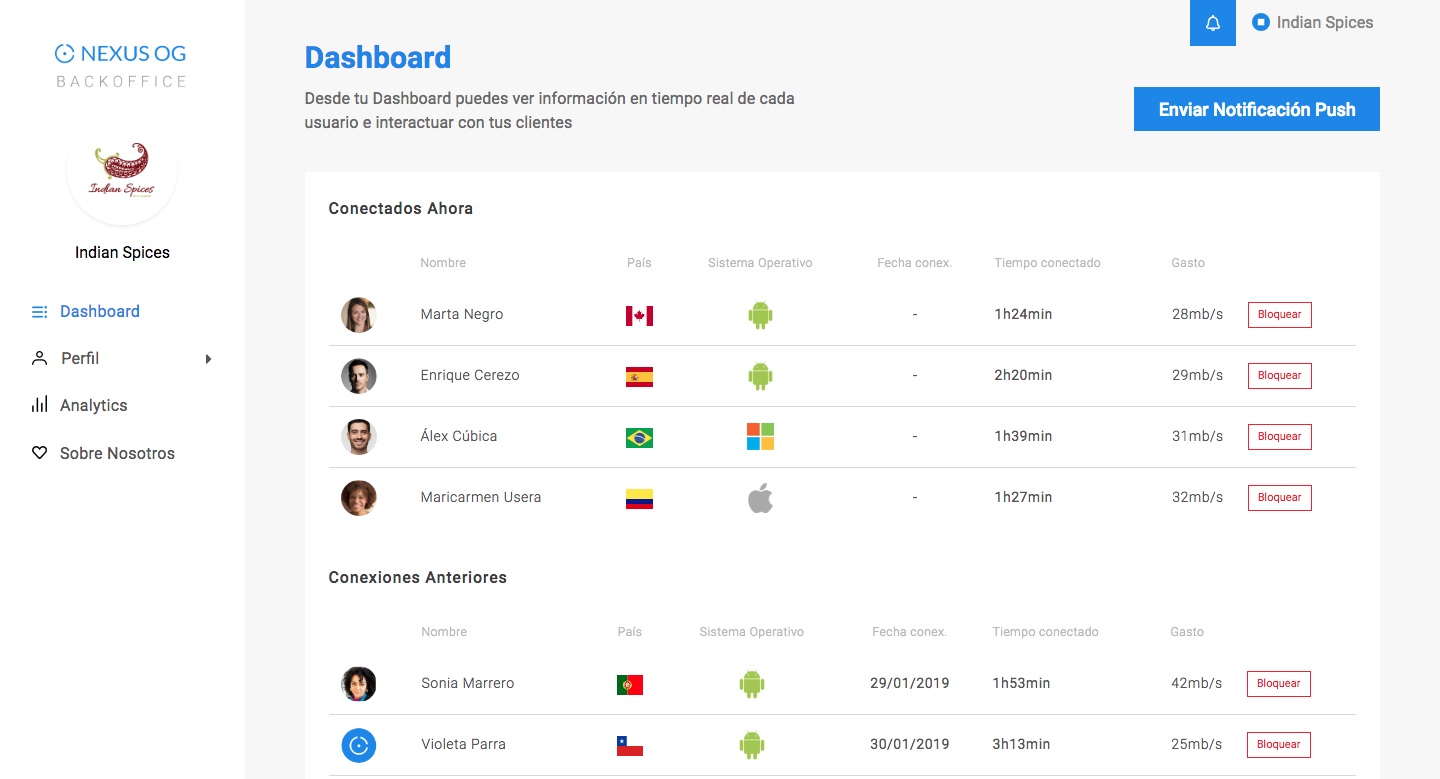 NEXUS OG
BACKOFFICE
Indian Spices
Indian Spices
Dashboard
Perfil
Analytics
Sobre Nosotros
Indian Spices
Dashboard
Desde tu Dashboard puedes ver información en tiempo real de cada
usuario e interactuar con tus clientes
Enviar Notificación Push
Conectados Ahora
Nombre País Sistema Operativo Fecha conex. Tiempo conectado Gasto
Marta Negro - 1h24min 28mb/s Bloquear
Enrique Cerezo - 2h20min 29mb/s Bloquear
Álex Cúbica - 1h39min 31mb/s Bloquear
Maricarmen Usera - 1h27min 32mb/s Bloquear
Conexiones Anteriores
Nombre País Sistema Operativo Fecha conex. Tiempo conectado Gasto
Sonia Marrero 29/01/2019 1h53min 42mb/s Bloquear
Violeta Parra 30/01/2019 3h13min 25mb/s Bloquear